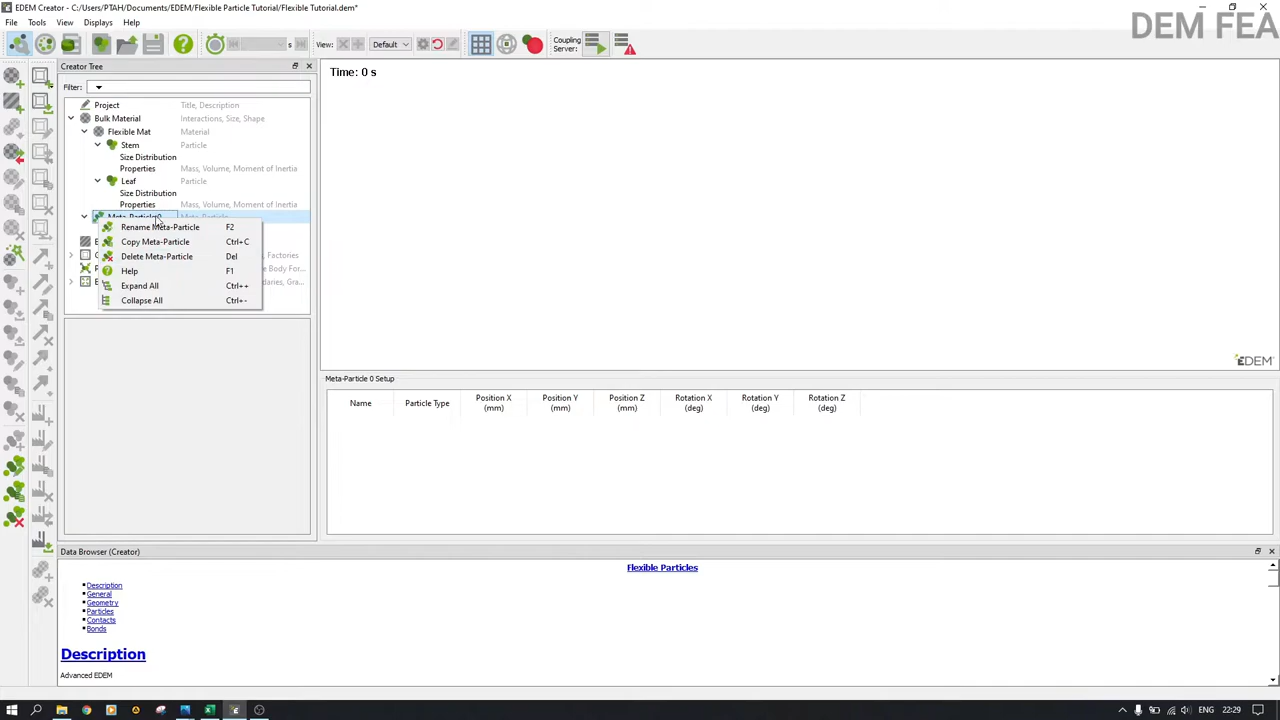 EDEM Creator - C:/Users/PTAH/Documents/EDEM/Flexible Particle Tutorial/Flexible Tutorial.dem*
File Tools View Displays Help
DEM FEA
s
View:
Default
Coupling
Server:
Creator Tree
Filter:
Project Title, Description
Bulk Material Interactions, Size, Shape
Flexible Mat Material
Stem Particle
Size Distribution
Properties Mass, Volume, Moment of Inertia
Leaf Particle
Size Distribution
Properties Mass, Volume, Moment of Inertia
Rename Meta-Particle F2
Copy Meta-Particle Ctrl+C
Delete Meta-Particle Del
Help F1
Expand All Ctrl++
Collapse All Ctrl+-
, Factories
e Body For...
daries, Gra...
Time: 0 s
EDEM
Meta-Particle 0 Setup
Name
Particle Type
Position X
(mm)
Position Y
(mm)
Position Z
(mm)
Rotation X
(deg)
Rotation Y
(deg)
Rotation Z
(deg)
Data Browser (Creator)
Flexible Particles
Description
General
Geometry
Particles
Contacts
Bonds
Description
Advanced EDEM
ENG 22:29